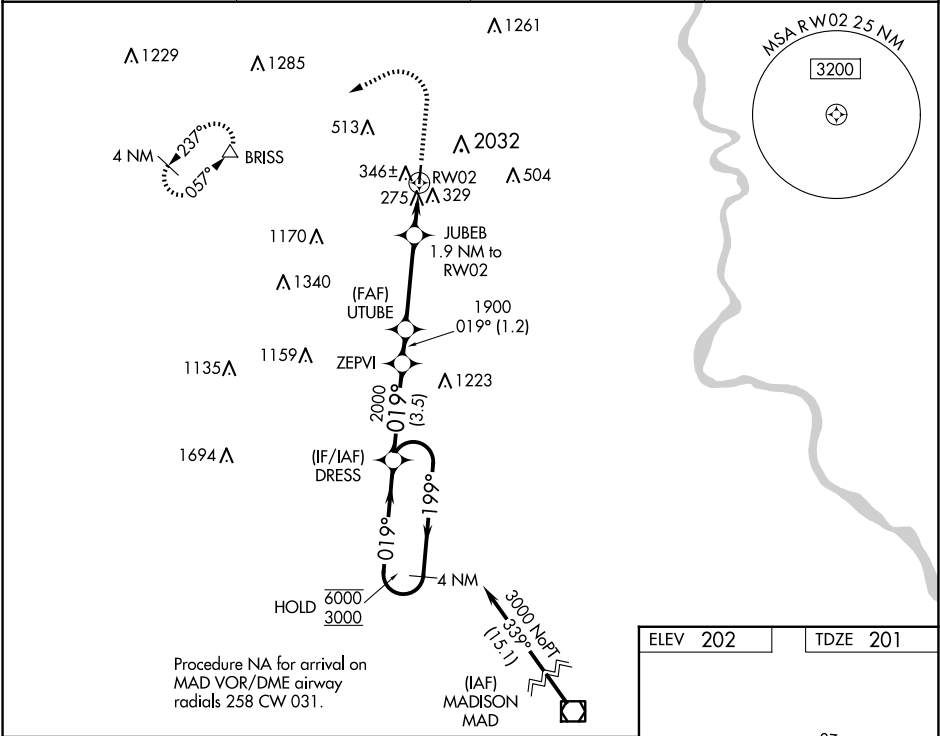 1261
1229
1285
MSA RW02 25 NM
3200
513
2032
4 NM
237°
057°
BRISS
346±
RW02
504
275
329
1170
JUBEB
1.9 NM to
RW02
1340
(FAF)
UTUBE
1900
019° (1.2)
1159
1135
ZEPVI
1223
2000
019°
(3.5)
1694
(IF/IAF)
DRESS
019°
199°
4 NM
HOLD
6000
3000
3000 NoPT
339°
(15.1)
Procedure NA for arrival on
MAD VOR/DME airway
radials 258 CW 031.
(IAF)
MADISON
MAD
ELEV 202
TDZE 201